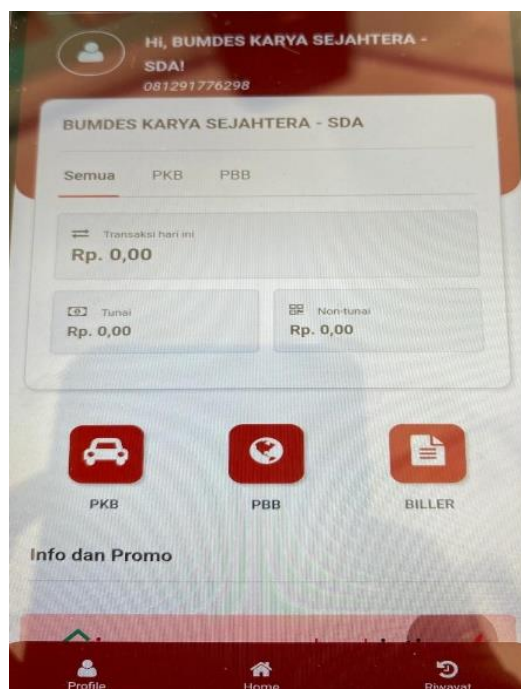 Hi, BUMDES KARYA SEJAHTERA -
SDA!
081291776298
BUMDES KARYA SEJAHTERA - SDA
Semua PKB PBB
Transaksi hari ini
Rp. 0,00
Tunai
Rp. 0,00
Non-tunai
Rp. 0,00
PKB PBB BILLER
Info dan Promo
Profile Home Riwayat